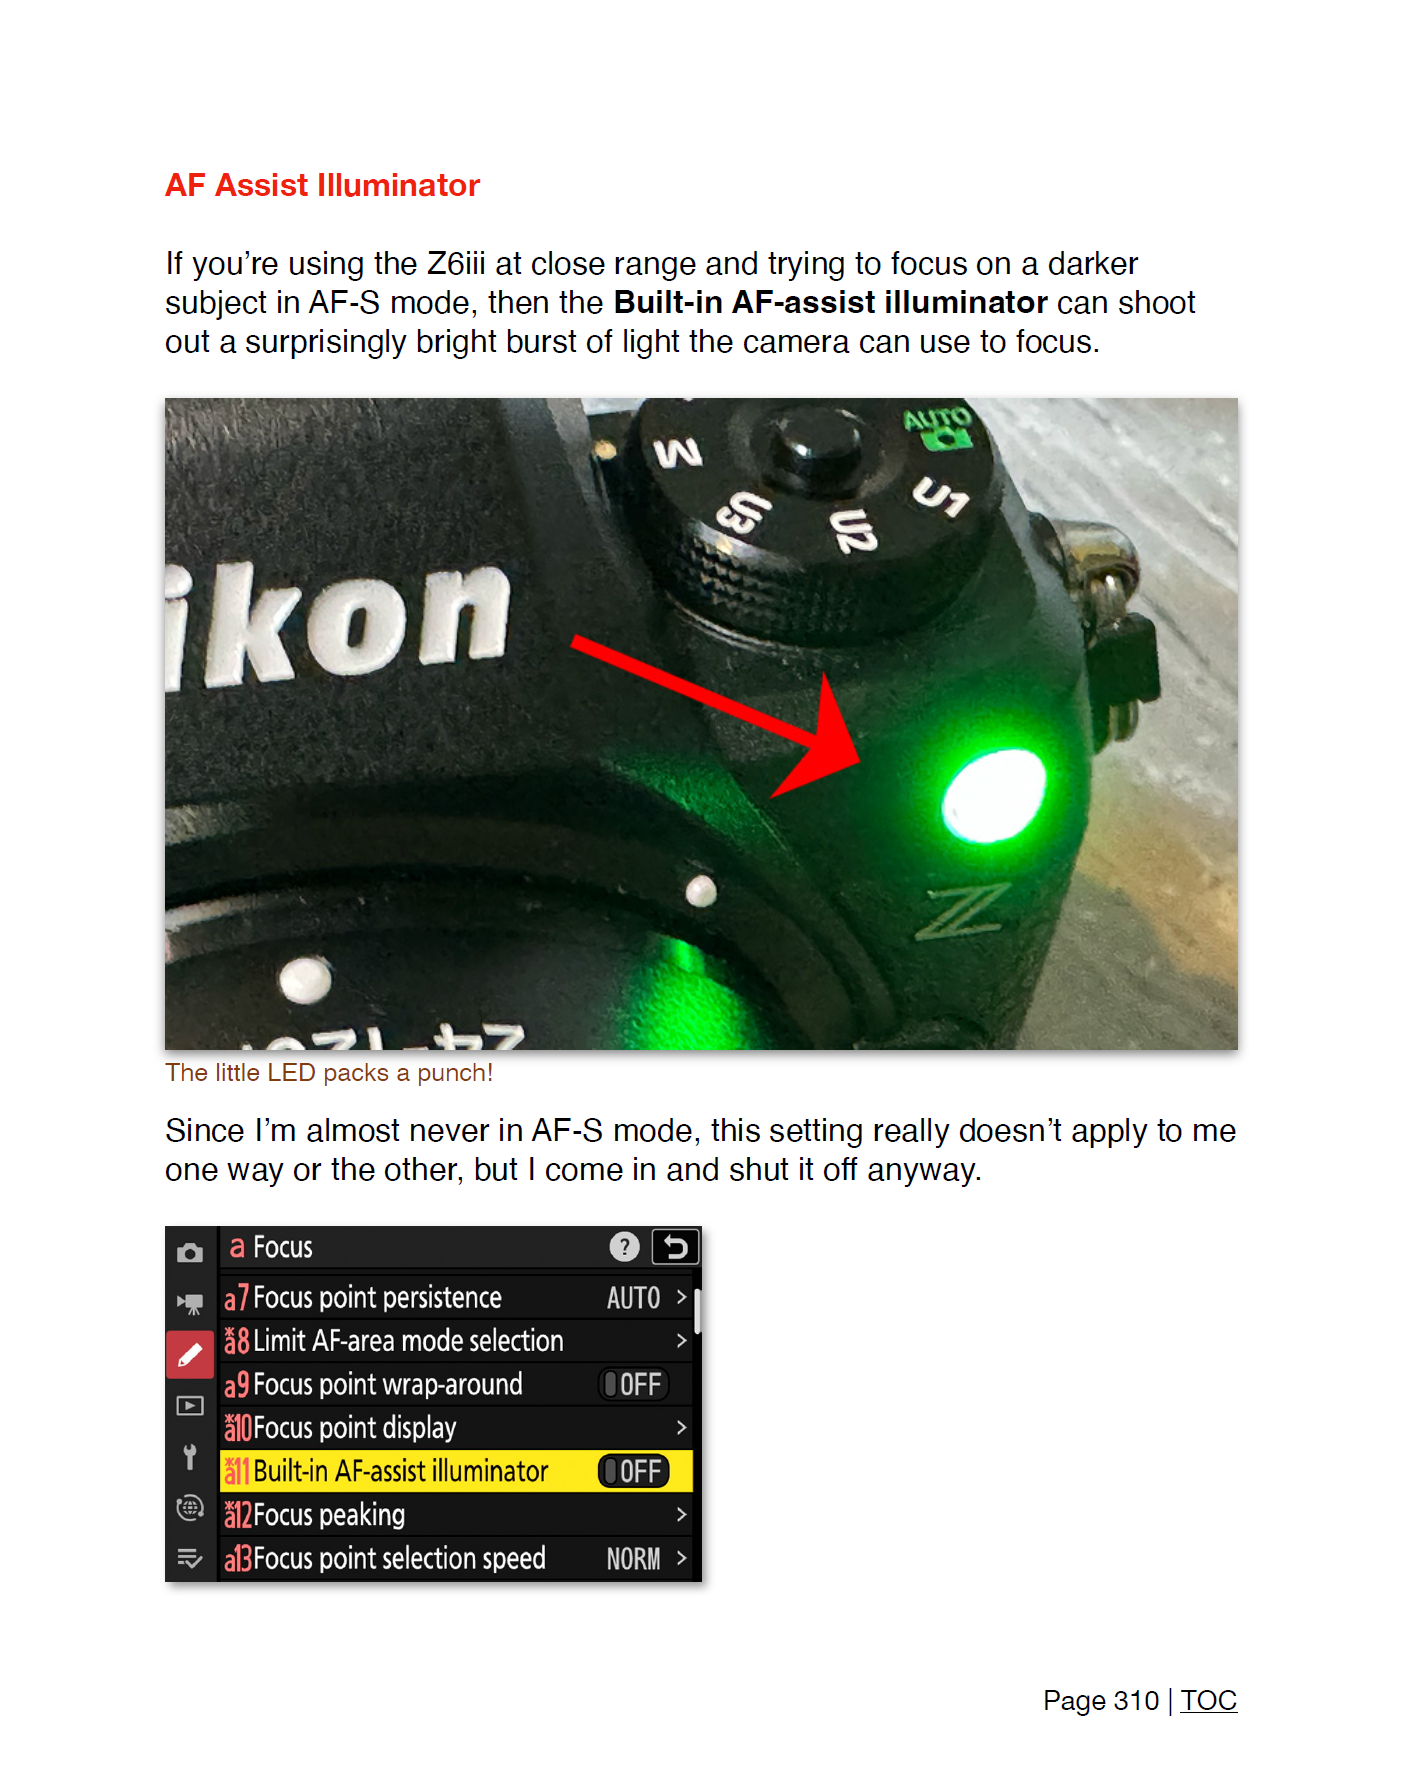 AF Assist Illuminator
If you’re using the Z6iii at close range and trying to focus on a darker
subject in AF-S mode, then the Built-in AF-assist illuminator can shoot
out a surprisingly bright burst of light the camera can use to focus.
AUTO
M
U1
U3
U2
ikon
Z
The little LED packs a punch!
Since I’m almost never in AF-S mode, this setting really doesn’t apply to me
one way or the other, but I come in and shut it off anyway.
a Focus ?
a7 Focus point persistence AUTO >
*a8 Limit AF-area mode selection >
a9 Focus point wrap-around OFF
*a10 Focus point display >
*a11 Built-in AF-assist illuminator OFF
*a12 Focus peaking >
a13 Focus point selection speed NORM >
Page 310 | TOC